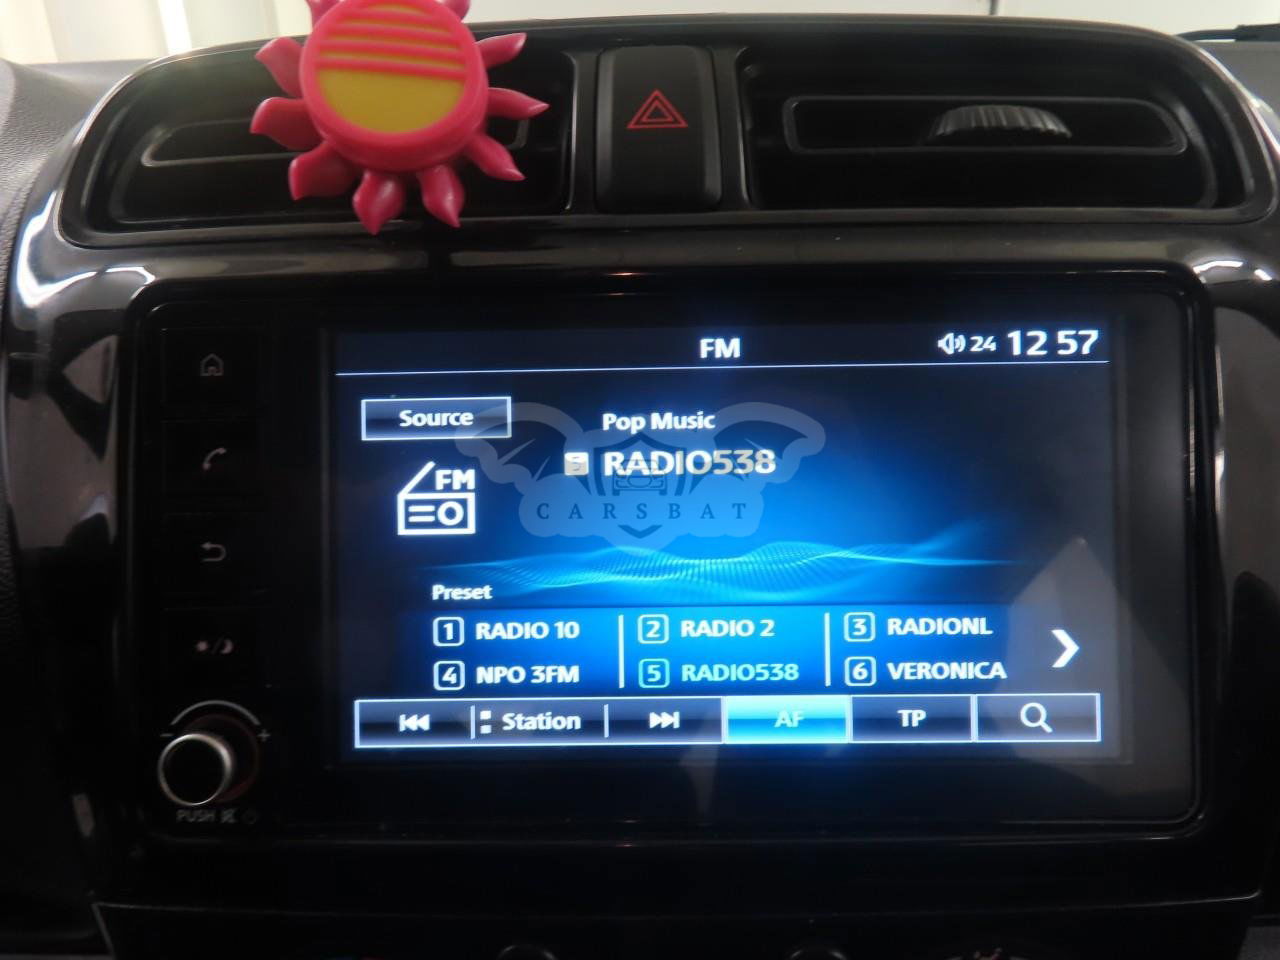 FM
24 12 57
Source
Pop Music
5 RADIO538
FM
CARSBAT
Preset
1 RADIO 10
2 RADIO 2
3 RADIONL
4 NPO 3FM
5 RADIO538
6 VERONICA
Station
AF
TP
- +
PUSH